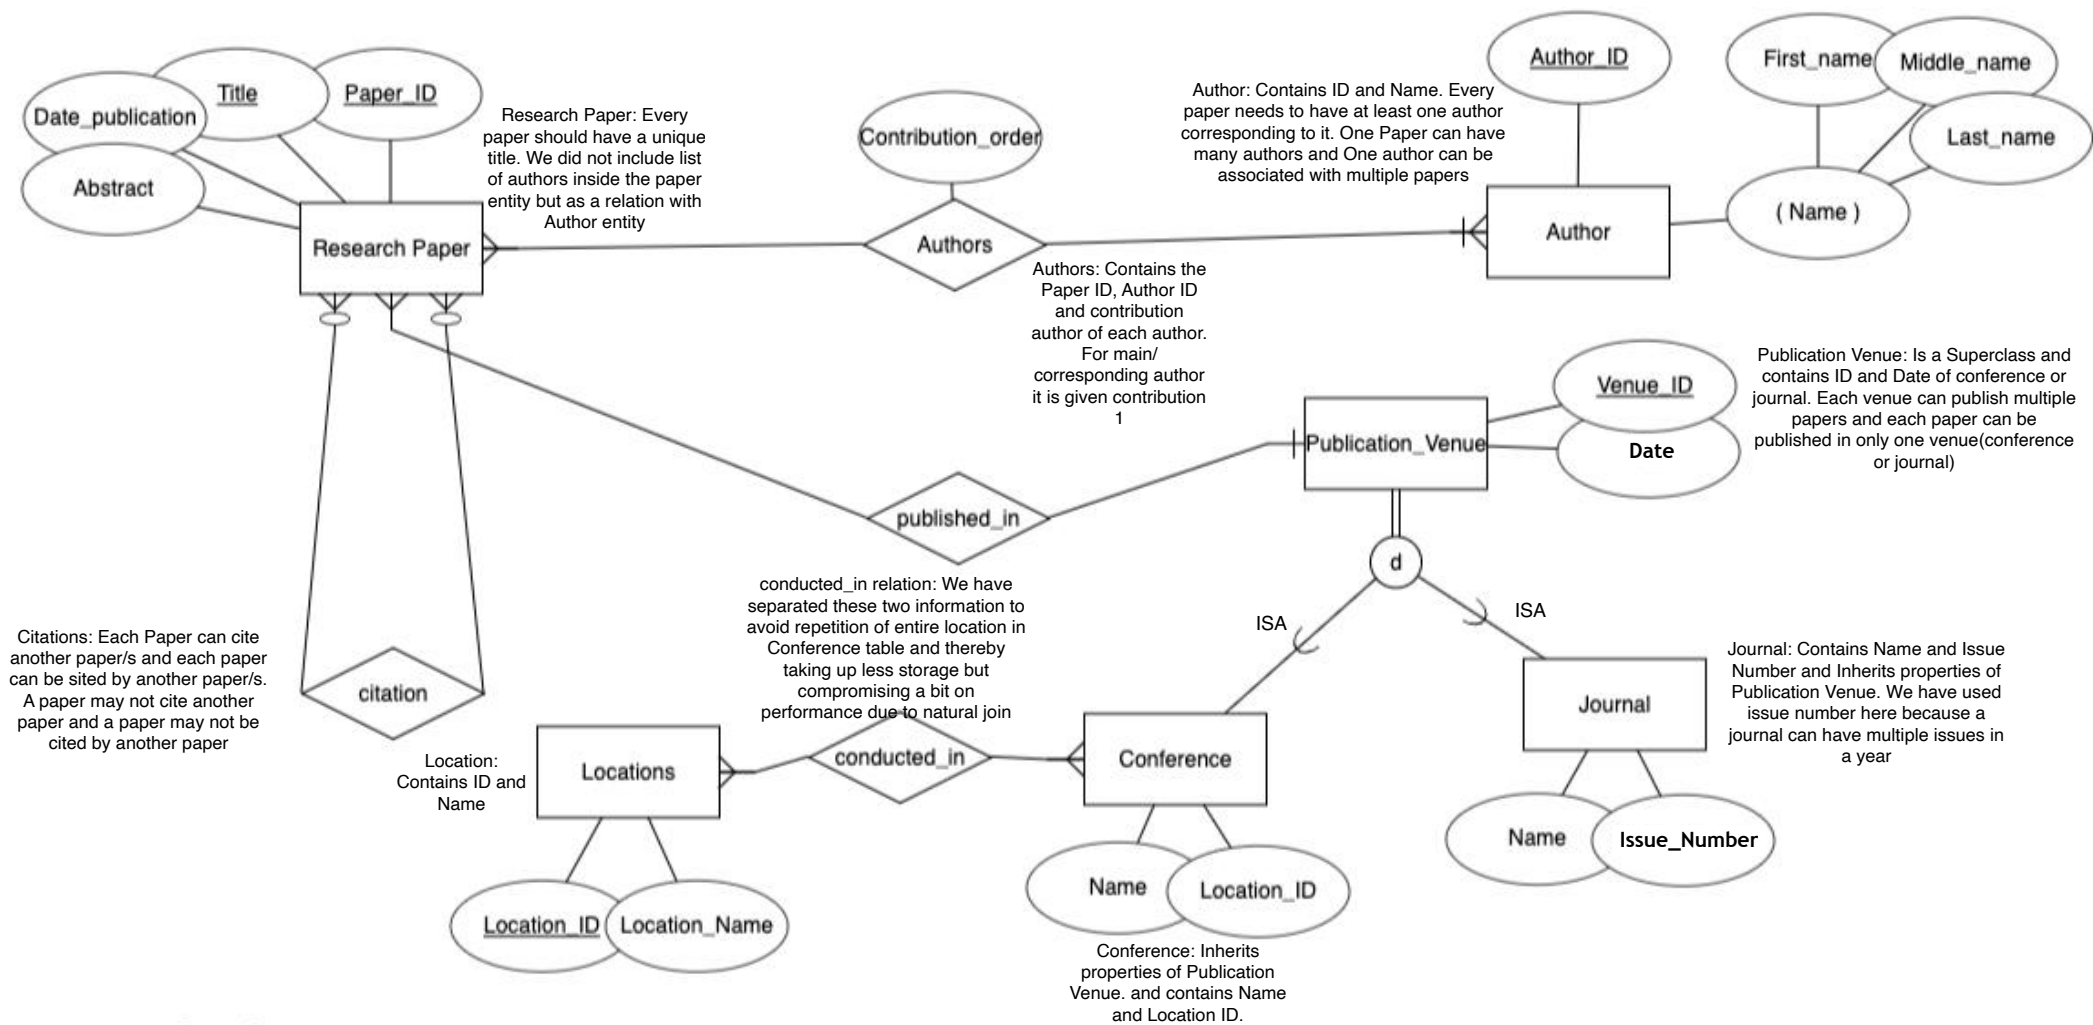 Date_publication
Title
Paper_ID
Abstract
Research Paper
Research Paper: Every
paper should have a unique
title. We did not include list
of authors inside the paper
entity but as a relation with
Author entity
Contribution_order
Authors
Authors: Contains the
Paper ID, Author ID
and contribution
author of each author.
For main/
corresponding author
it is given contribution
1
Author: Contains ID and Name. Every
paper needs to have at least one author
corresponding to it. One Paper can have
many authors and One author can be
associated with multiple papers
Author_ID
Author
First_name
Middle_name
Last_name
( Name )
Publication_Venue
Venue_ID
Date
Publication Venue: Is a Superclass and
contains ID and Date of conference or
journal. Each venue can publish multiple
papers and each paper can be
published in only one venue(conference
or journal)
published_in
d
ISA
ISA
conducted_in relation: We have
separated these two information to
avoid repetition of entire location in
Conference table and thereby
taking up less storage but
compromising a bit on
performance due to natural join
Citations: Each Paper can cite
another paper/s and each paper
can be sited by another paper/s.
A paper may not cite another
paper and a paper may not be
cited by another paper
citation
Location:
Contains ID and
Name
Locations
conducted_in
Conference
Journal
Journal: Contains Name and Issue
Number and Inherits properties of
Publication Venue. We have used
issue number here because a
journal can have multiple issues in
a year
Name
Issue_Number
Location_ID
Location_Name
Name
Location_ID
Conference: Inherits
properties of Publication
Venue. and contains Name
and Location ID.